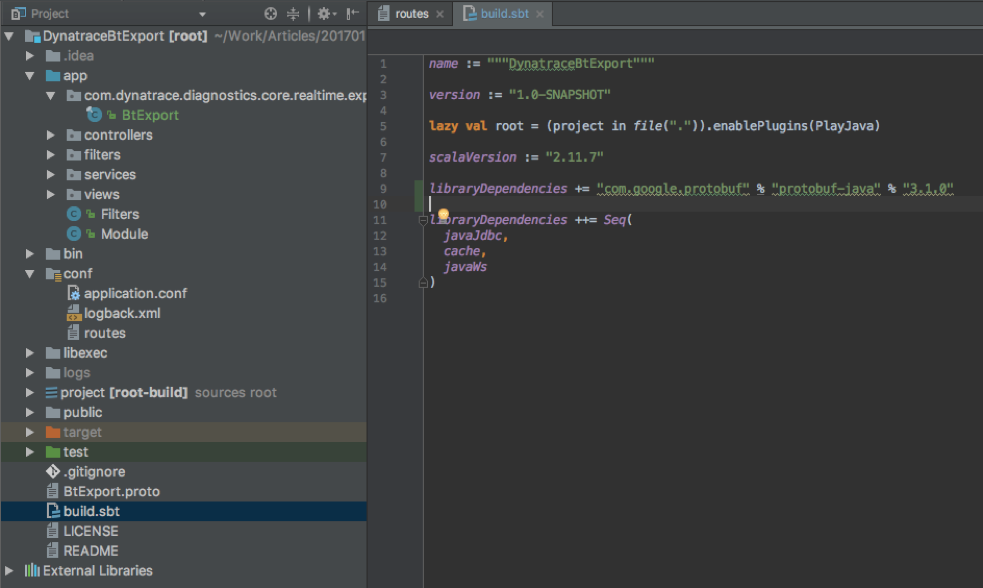 Project
DynatraceBtExport [root] ~/Work/Articles/201701
.idea
app
com.dynatrace.diagnostics.core.realtime.exp
BtExport
controllers
filters
services
views
Filters
Module
bin
conf
application.conf
logback.xml
routes
libexec
logs
project [root-build] sources root
public
target
test
.gitignore
BtExport.proto
build.sbt
LICENSE
README
External Libraries
routes build.sbt
1 name := """DynatraceBtExport"""
2
3 version := "1.0-SNAPSHOT"
4
5 lazy val root = (project in file(".")).enablePlugins(PlayJava)
6
7 scalaVersion := "2.11.7"
8
9 libraryDependencies += "com.google.protobuf" % "protobuf-java" % "3.1.0"
10
11 libraryDependencies ++= Seq(
12 javaJdbc,
13 cache,
14 javaWs
15 )
16